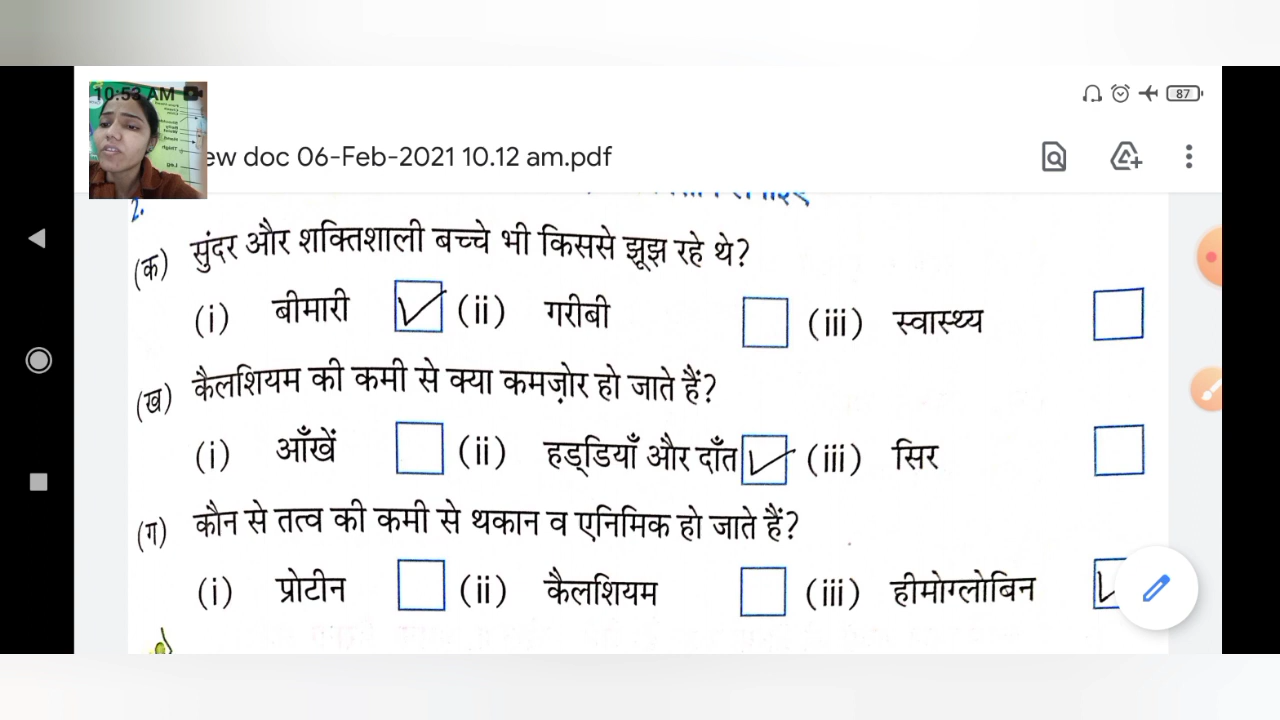 10:53 AM
87
ew doc 06-Feb-2021 10.12 am.pdf
2.
(क) सुंदर और शक्तिशाली बच्चे भी किससे झूझ रहे थे?
(i) बीमारी (ii) गरीबी (iii) स्वास्थ्य
(ख) कैलशियम की कमी से क्या कमज़ोर हो जाते हैं?
(i) आँखें (ii) हड्डियाँ और दाँत (iii) सिर
(ग) कौन से तत्व की कमी से थकान व एनिमिक हो जाते हैं?
(i) प्रोटीन (ii) कैलशियम (iii) हीमोग्लोबिन